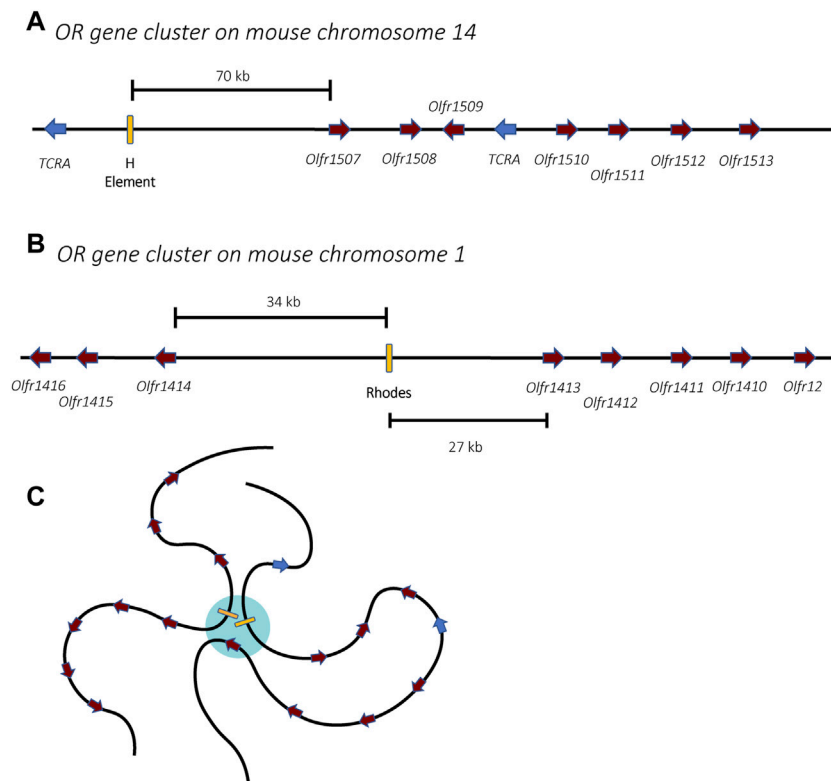 A
OR gene cluster on mouse chromosome 14
70 kb
Olfr1509
TCRA
H
Element
Olfr1507
Olfr1508
TCRA
Olfr1510
Olfr1511
Olfr1512
Olfr1513
B
OR gene cluster on mouse chromosome 1
34 kb
Olfr1416
Olfr1415
Olfr1414
Rhodes
Olfr1413
Olfr1412
Olfr1411
Olfr1410
Olfr12
27 kb
C